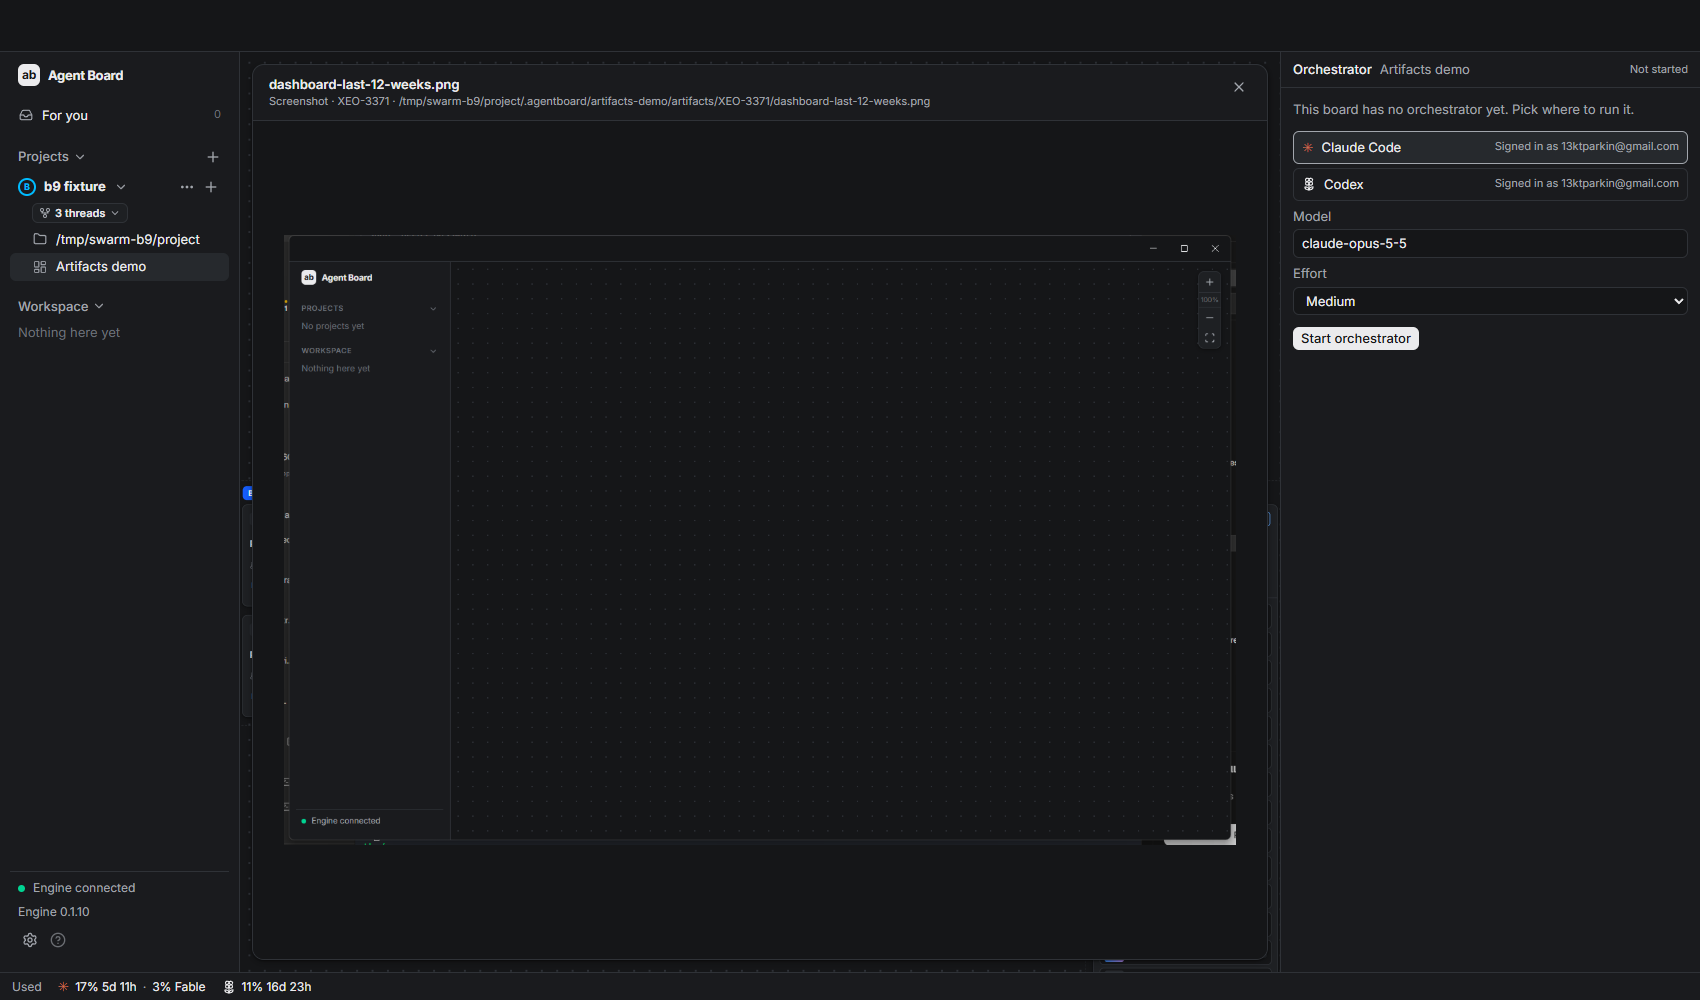 ab Agent Board
For you 0
Projects
B b9 fixture
3 threads
/tmp/swarm-b9/project
Artifacts demo
Workspace
Nothing here yet
Engine connected
Engine 0.1.10
Used 17% 5d 11h · 3% Fable 11% 16d 23h
dashboard-last-12-weeks.png
Screenshot · XEO-3371 · /tmp/swarm-b9/project/.agentboard/artifacts-demo/artifacts/XEO-3371/dashboard-last-12-weeks.png
ab Agent Board
PROJECTS
No projects yet
WORKSPACE
Nothing here yet
Engine connected
100%
Orchestrator Artifacts demo Not started
This board has no orchestrator yet. Pick where to run it.
Claude Code Signed in as 13ktparkin@gmail.com
Codex Signed in as 13ktparkin@gmail.com
Model
claude-opus-5-5
Effort
Medium
Start orchestrator